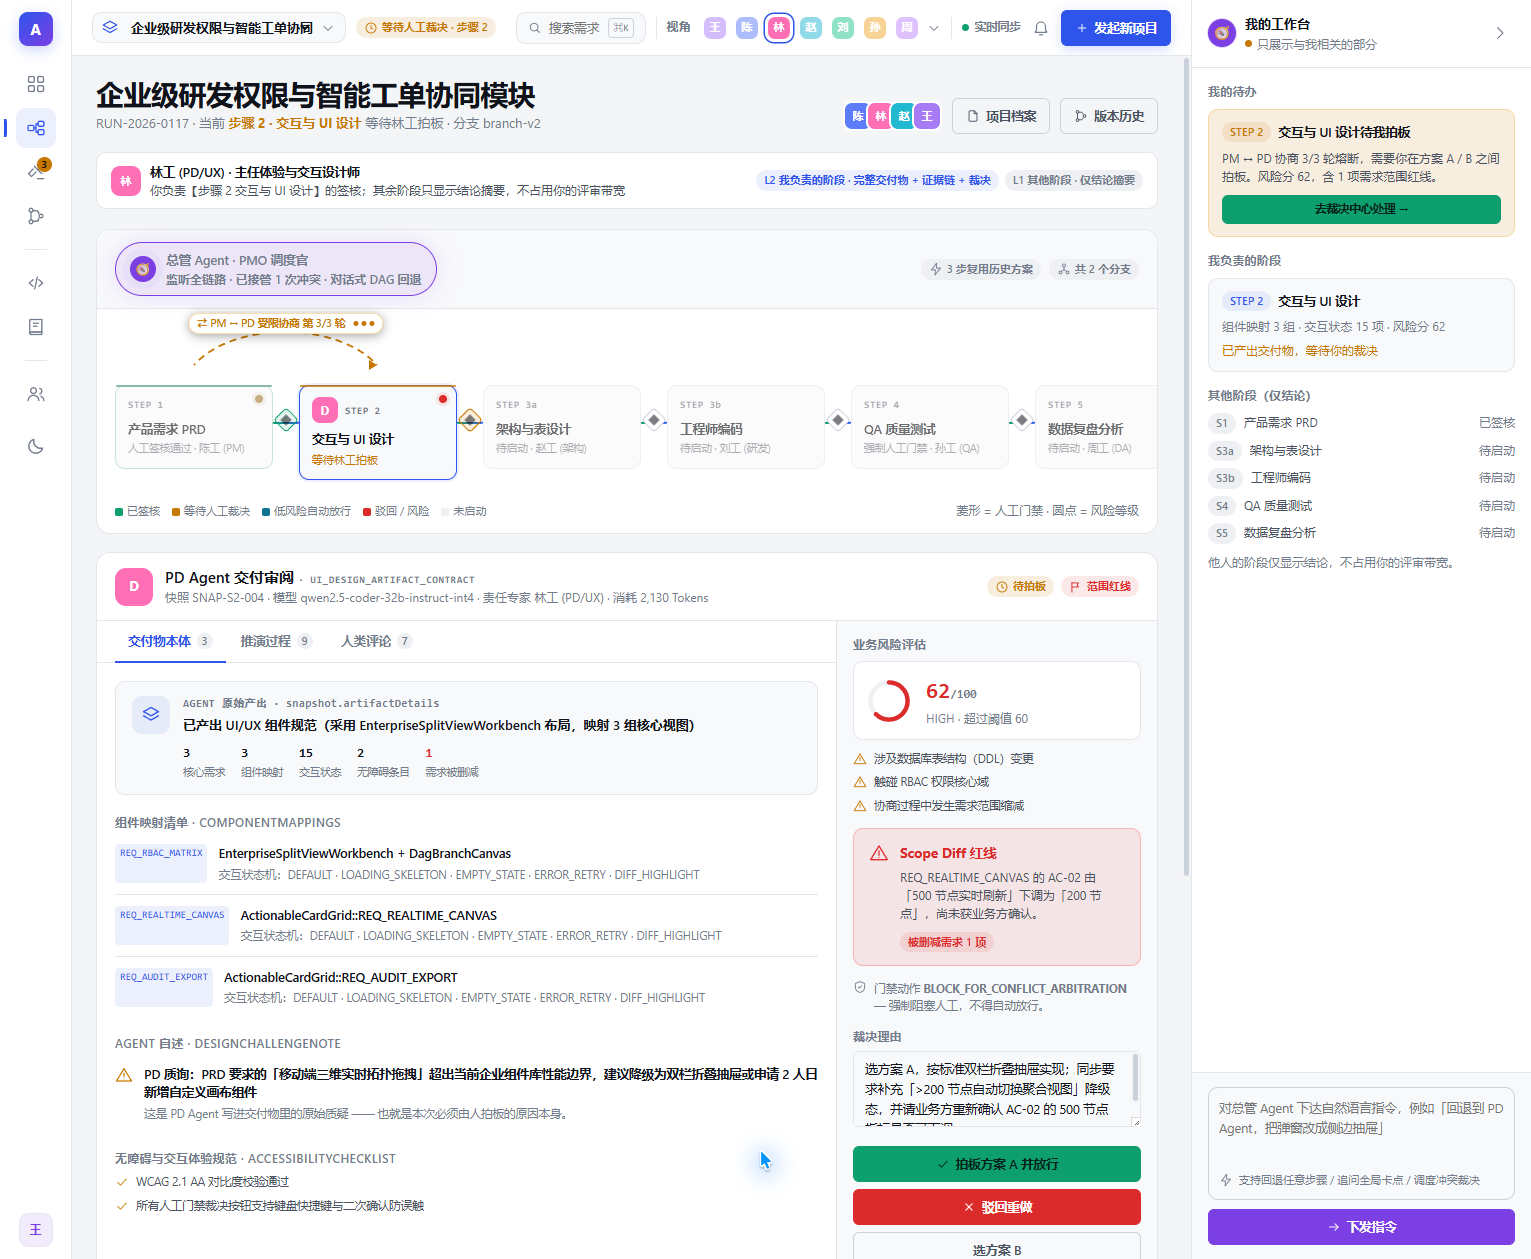 A
企业级研发权限与智能工单协同
等待人工裁决 · 步骤 2
搜索需求 ⌘K
视角 王 陈 林 赵 刘 孙 周
实时同步
+ 发起新项目
3
王
企业级研发权限与智能工单协同模块
RUN-2026-0117 · 当前 步骤 2 · 交互与 UI 设计 等待林工拍板 · 分支 branch-v2
陈 林 赵 王
项目档案
版本历史
林
林工 (PD/UX) · 主任体验与交互设计师
你负责【步骤 2 交互与 UI 设计】的签核；其余阶段只显示结论摘要，不占用你的评审带宽
L2 我负责的阶段 · 完整交付物 + 证据链 + 裁决
L1 其他阶段 · 仅结论摘要
总管 Agent · PMO 调度官
监听全链路 · 已接管 1 次冲突 · 对话式 DAG 回退
3 步复用历史方案
共 2 个分支
⇄ PM ↔ PD 受限协商 第 3/3 轮
STEP 1
产品需求 PRD
人工签核通过 · 陈工 (PM)
D STEP 2
交互与 UI 设计
等待林工拍板
STEP 3a
架构与表设计
待启动 · 赵工 (架构)
STEP 3b
工程师编码
待启动 · 刘工 (研发)
STEP 4
QA 质量测试
强制人工门禁 · 孙工 (QA)
STEP 5
数据复盘分析
待启动 · 周工 (DA)
已签核 等待人工裁决 低风险自动放行 驳回 / 风险 未启动
菱形 = 人工门禁 · 圆点 = 风险等级
D
PD Agent 交付审阅 · UI_DESIGN_ARTIFACT_CONTRACT
快照 SNAP-S2-004 · 模型 qwen2.5-coder-32b-instruct-int4 · 责任专家 林工 (PD/UX) · 消耗 2,130 Tokens
待拍板
范围红线
交付物本体 3
推演过程 9
人类评论 7
AGENT 原始产出 · snapshot.artifactDetails
已产出 UI/UX 组件规范（采用 EnterpriseSplitViewWorkbench 布局，映射 3 组核心视图）
3 3 15 2 1
核心需求 组件映射 交互状态 无障碍条目 需求被删减
组件映射清单 · COMPONENTMAPPINGS
REQ_RBAC_MATRIX
EnterpriseSplitViewWorkbench + DagBranchCanvas
交互状态机：DEFAULT · LOADING_SKELETON · EMPTY_STATE · ERROR_RETRY · DIFF_HIGHLIGHT
REQ_REALTIME_CANVAS
ActionableCardGrid::REQ_REALTIME_CANVAS
交互状态机：DEFAULT · LOADING_SKELETON · EMPTY_STATE · ERROR_RETRY · DIFF_HIGHLIGHT
REQ_AUDIT_EXPORT
ActionableCardGrid::REQ_AUDIT_EXPORT
交互状态机：DEFAULT · LOADING_SKELETON · EMPTY_STATE · ERROR_RETRY · DIFF_HIGHLIGHT
AGENT 自述 · DESIGNCHALLENGENOTE
PD 质询：PRD 要求的「移动端三维实时拓扑拖拽」超出当前企业组件库性能边界，建议降级为双栏折叠抽屉或申请 2 人日
新增自定义画布组件
这是 PD Agent 写进交付物里的原始质疑 —— 也就是本次必须由人拍板的原因本身。
无障碍与交互体验规范 · ACCESSIBILITYCHECKLIST
WCAG 2.1 AA 对比度校验通过
所有人工门禁裁决按钮支持键盘快捷键与二次确认防误触
业务风险评估
62/100
HIGH · 超过阈值 60
涉及数据库表结构（DDL）变更
触碰 RBAC 权限核心域
协商过程中发生需求范围缩减
Scope Diff 红线
REQ_REALTIME_CANVAS 的 AC-02 由
「500 节点实时刷新」下调为「200 节
点」，尚未获业务方确认。
被删减需求 1 项
门禁动作 BLOCK_FOR_CONFLICT_ARBITRATION
— 强制阻塞人工，不得自动放行。
裁决理由
选方案 A，按标准双栏折叠抽屉实现；同步要
求补充「>200 节点自动切换聚合视图」降级
态，并请业务方重新确认 AC-02 的 500 节点
拍板方案 A 并放行
驳回重做
选方案 B
我的工作台
只展示与我相关的部分
我的待办
STEP 2 交互与 UI 设计待我拍板
PM ↔ PD 协商 3/3 轮熔断，需要你在方案 A / B 之间
拍板。风险分 62，含 1 项需求范围红线。
去裁决中心处理 →
我负责的阶段
STEP 2 交互与 UI 设计
组件映射 3 组 · 交互状态 15 项 · 风险分 62
已产出交付物，等待你的裁决
其他阶段（仅结论）
S1 产品需求 PRD 已签核
S3a 架构与表设计 待启动
S3b 工程师编码 待启动
S4 QA 质量测试 待启动
S5 数据复盘分析 待启动
他人的阶段仅显示结论，不占用你的评审带宽。
对总管 Agent 下达自然语言指令，例如「回退到 PD
Agent，把弹窗改成侧边抽屉」
支持回退任意步骤 / 追问全局卡点 / 调度冲突裁决
→ 下发指令